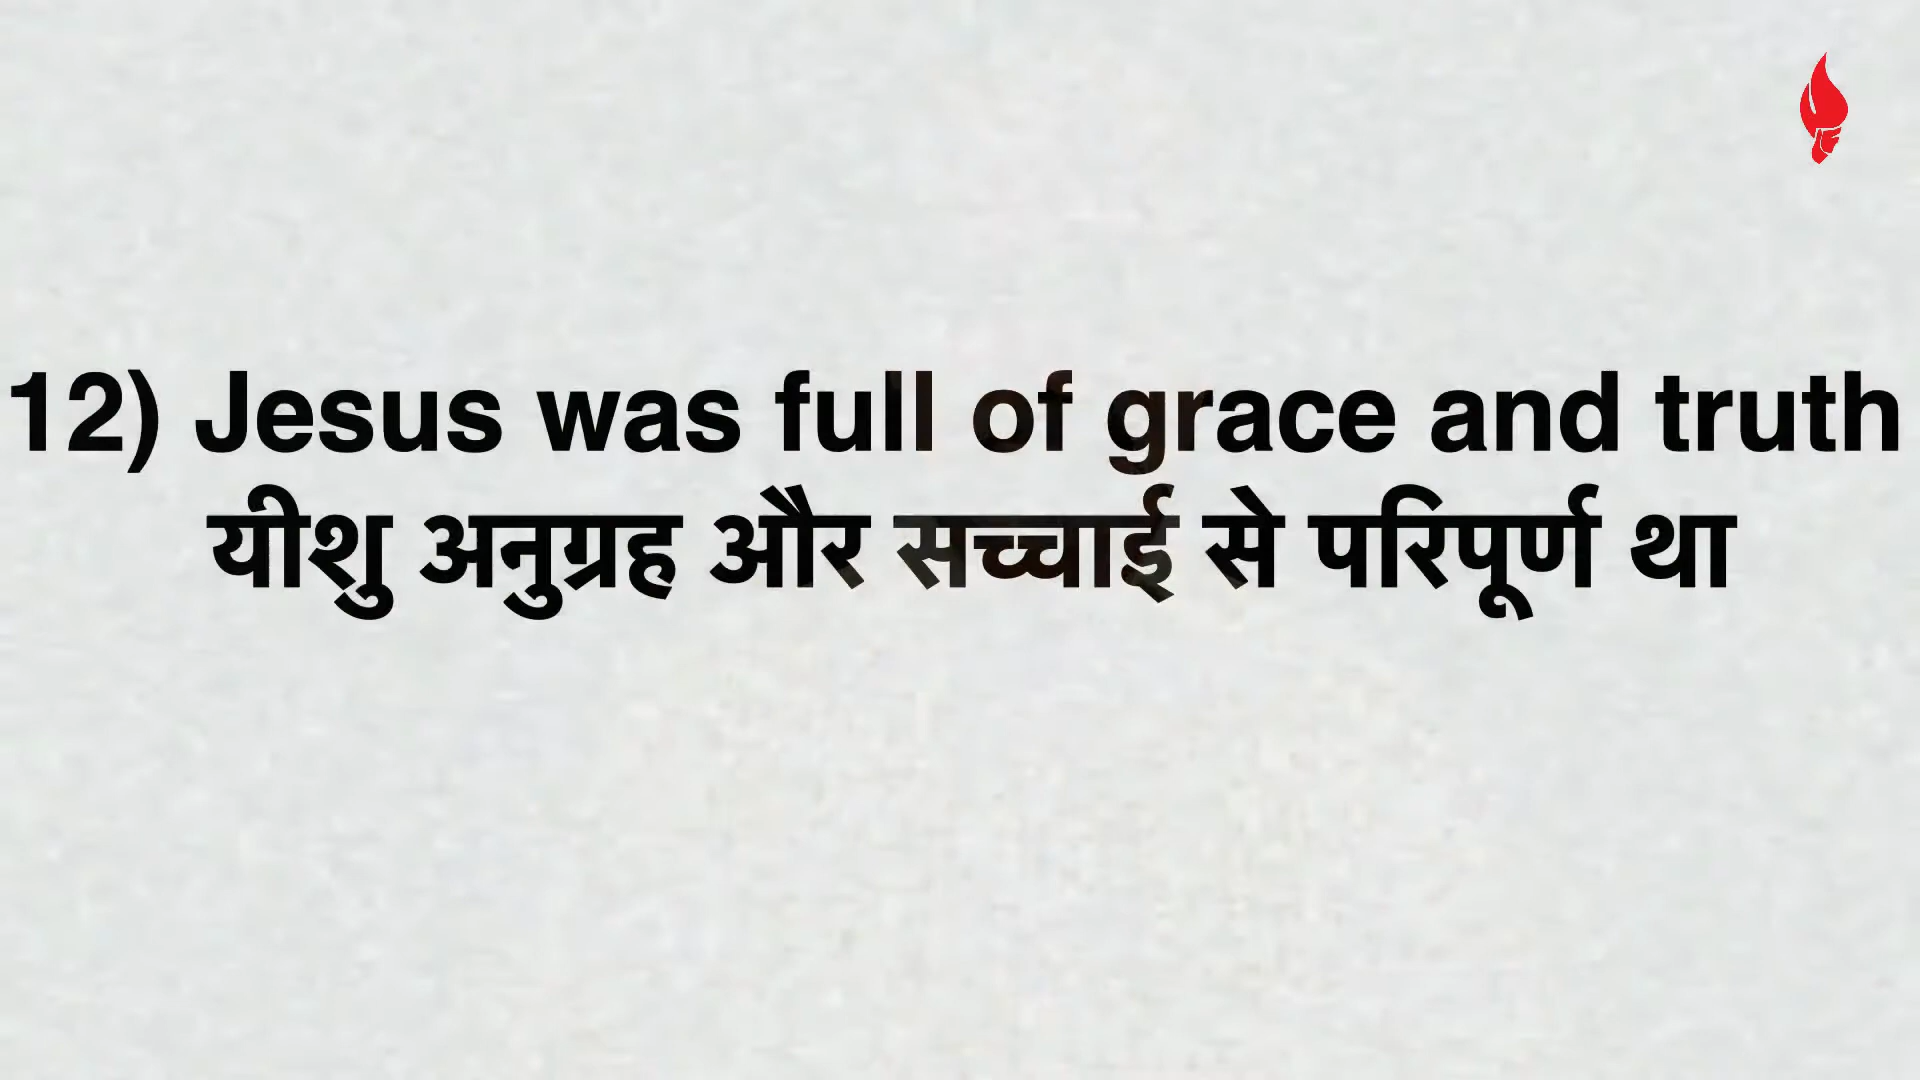 12) Jesus was full of grace and truth
यीशु अनुग्रह और सच्चाई से परिपूर्ण था